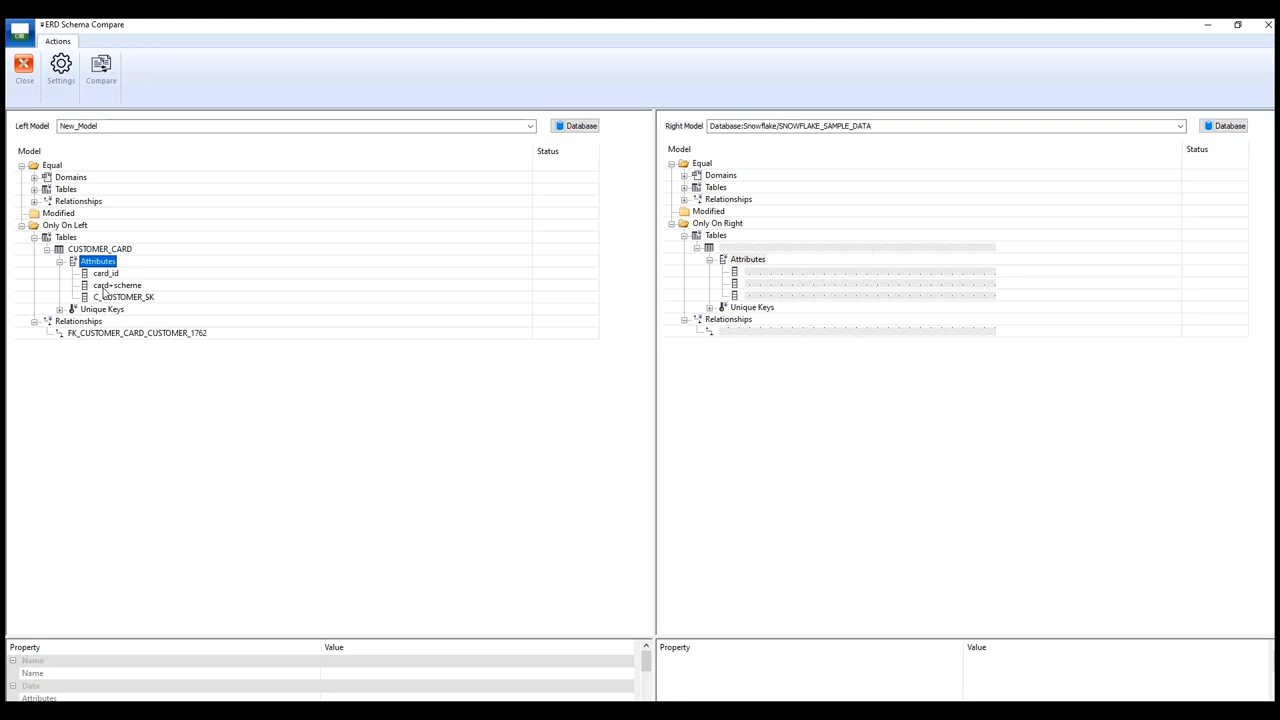 ERD Schema Compare
Actions
Close Settings Compare
Left Model New_Model Database
Model Status
Equal
Domains
Tables
Relationships
Modified
Only On Left
Tables
CUSTOMER_CARD
Attributes
card_id
card+scheme
C_CUSTOMER_SK
Unique Keys
Relationships
FK_CUSTOMER_CARD_CUSTOMER_1762
Property Value
Name
Name
Data
Attributes
Right Model Database:Snowflake/SNOWFLAKE_SAMPLE_DATA Database
Model Status
Equal
Domains
Tables
Relationships
Modified
Only On Right
Tables
Attributes
Unique Keys
Relationships
Property Value